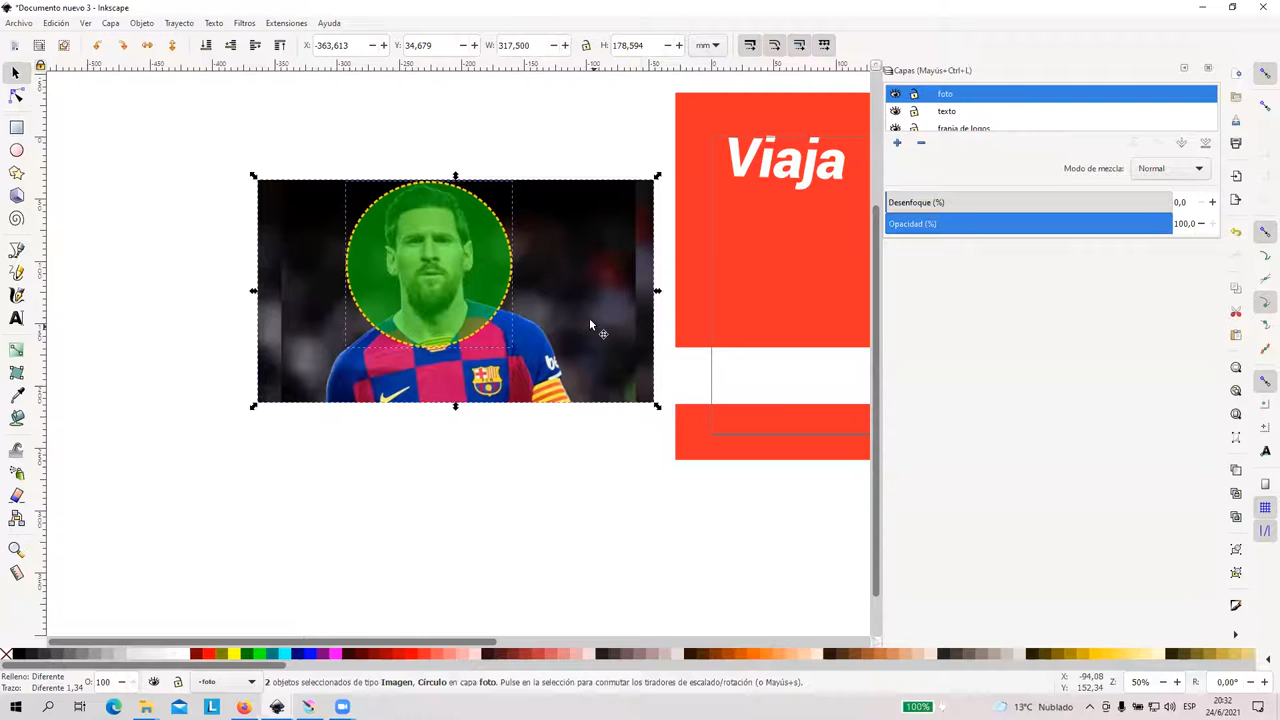 *Documento nuevo 3 - Inkscape
Archivo Edición Ver Capa Objeto Trayecto Texto Filtros Extensiones Ayuda
X: -363,613 Y: 34,679 W: 317,500 H: 178,594 mm
Capas (Mayús+Ctrl+L)
foto
texto
franja de logos
Modo de mezcla: Normal
Desenfoque (%) 0,0
Opacidad (%) 100,0
Viaja
Relleno: Diferente
Trazo: Diferente 1,34
O: 100
foto
2 objetos seleccionados de tipo Imagen, Círculo en capa foto. Pulse en la selección para conmutar los tiradores de escalado/rotación (o Mayús+s).
X: -94,08
Y: 152,34
Z: 50%
R: 0,00°
100%
13°C Nublado
ESP
20:32
24/6/2021